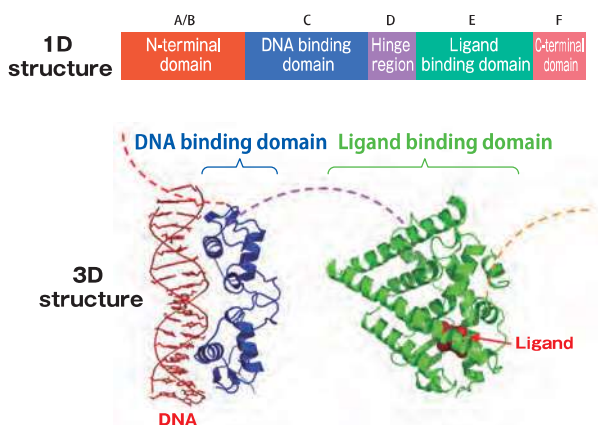 A/B C D E F
1D structure
N-terminal domain
DNA binding domain
Hinge region
Ligand binding domain
C-terminal domain
DNA binding domain Ligand binding domain
3D structure
Ligand
DNA